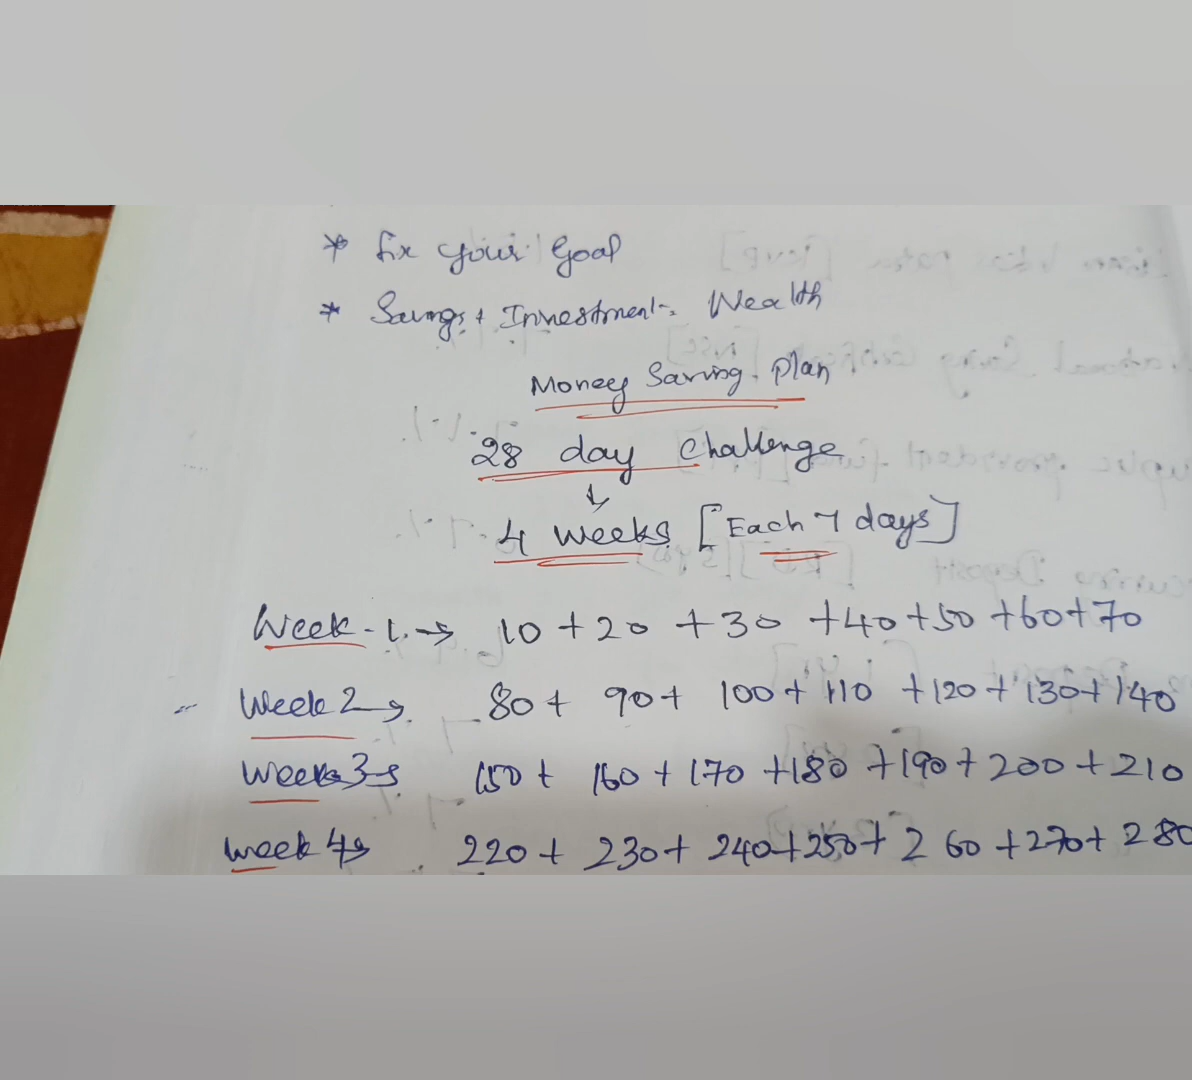 * fix your Goal
* Savings + Investment = Wealth
Money Saving Plan
28 day challenge
↓
4 weeks [Each 7 days]
Week-1. → 10 + 20 + 30 + 40 + 50 + 60 + 70
Week 2 → 80 + 90 + 100 + 110 + 120 + 130 + 140
Week 3 → 150 + 160 + 170 + 180 + 190 + 200 + 210
Week 4 → 220 + 230 + 240 + 250 + 260 + 270 + 280